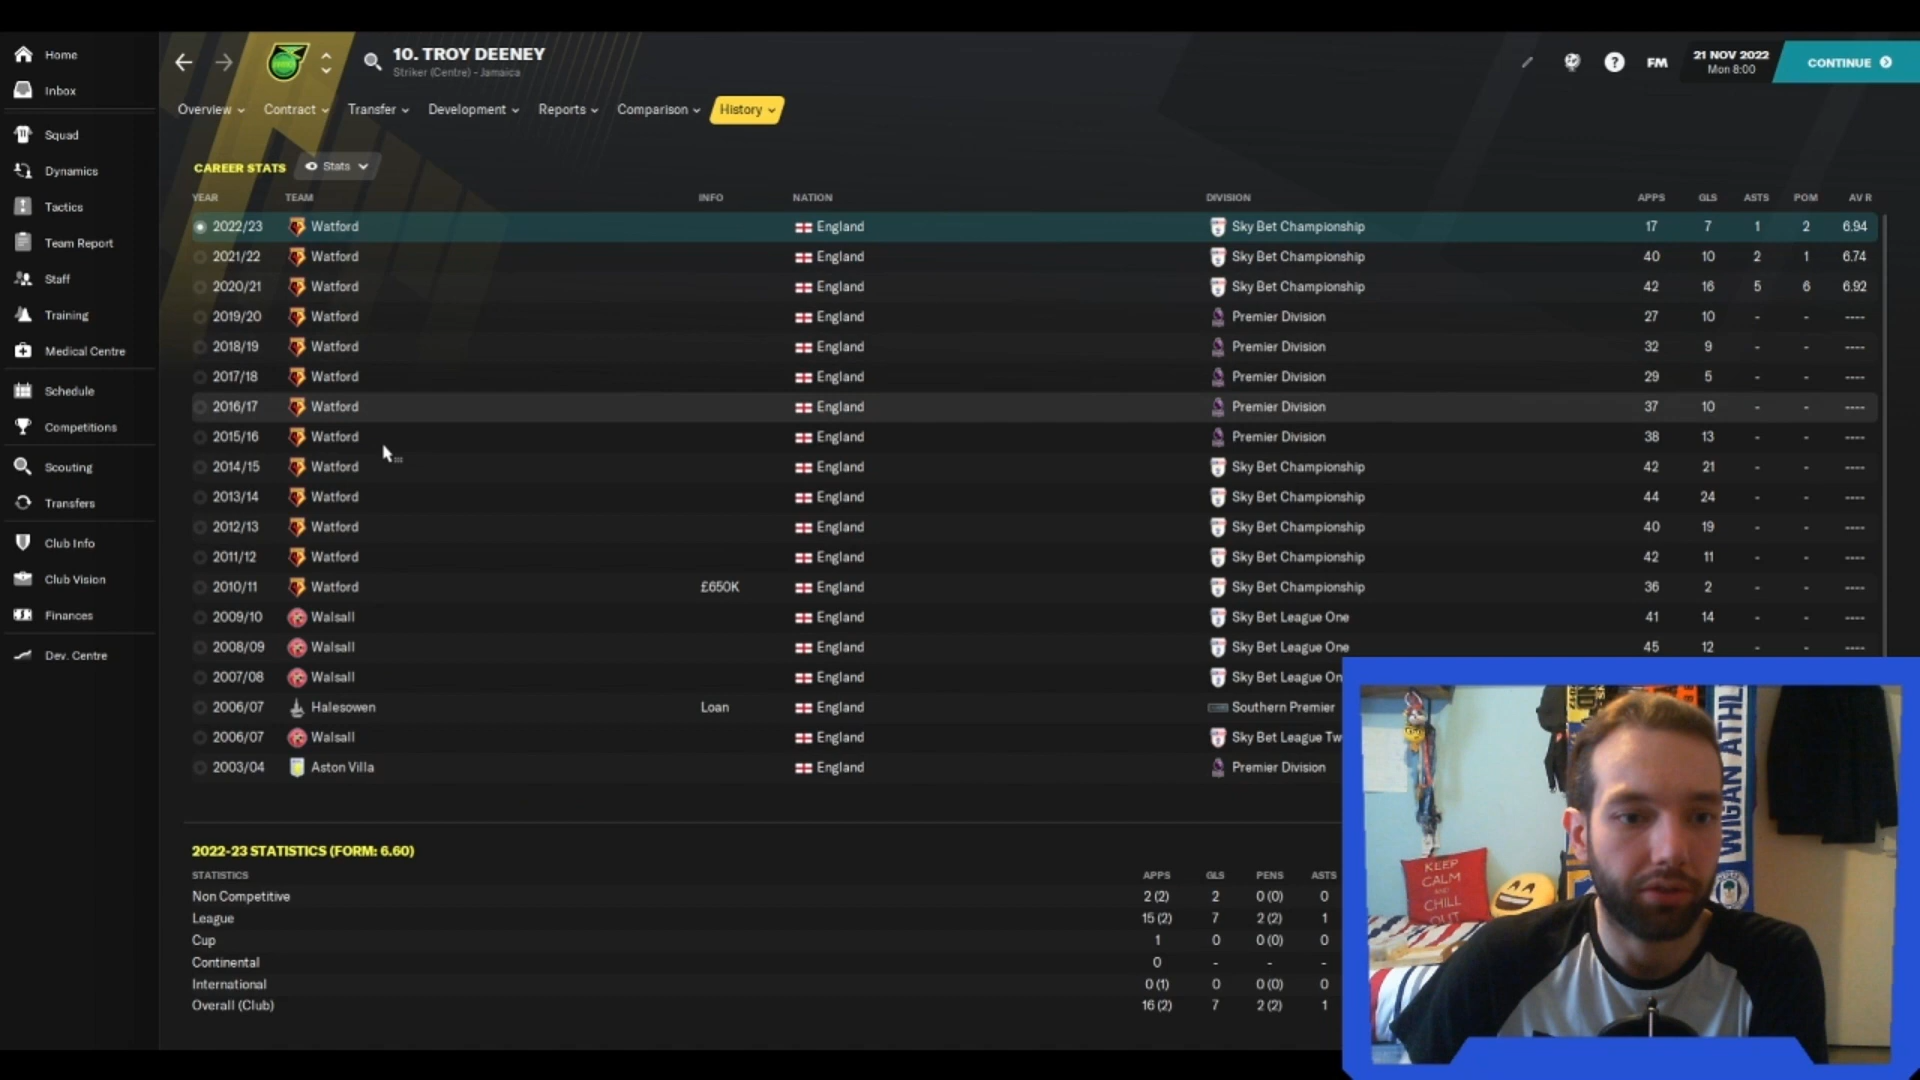 Home
Inbox
Squad
Dynamics
Tactics
Team Report
Staff
Training
Medical Centre
Schedule
Competitions
Scouting
Transfers
Club Info
Club Vision
Finances
Dev. Centre
10. TROY DEENEY
Striker (Centre) - Jamaica
? FM 21 NOV 2022 CONTINUE
Mon 8:00
Overview Contract Transfer Development Reports Comparison History
CAREER STATS Stats
YEAR TEAM INFO NATION DIVISION APPS GLS ASTS POM AV R
2022/23 Watford England Sky Bet Championship 17 7 1 2 6.94
2021/22 Watford England Sky Bet Championship 40 10 2 1 6.74
2020/21 Watford England Sky Bet Championship 42 16 5 6 6.92
2019/20 Watford England Premier Division 27 10 - - ----
2018/19 Watford England Premier Division 32 9 - - ----
2017/18 Watford England Premier Division 29 5 - - ----
2016/17 Watford England Premier Division 37 10 - - ----
2015/16 Watford England Premier Division 38 13 - - ----
2014/15 Watford England Sky Bet Championship 42 21 - - ----
2013/14 Watford England Sky Bet Championship 44 24 - - ----
2012/13 Watford England Sky Bet Championship 40 19 - - ----
2011/12 Watford England Sky Bet Championship 42 11 - - ----
2010/11 Watford £650K England Sky Bet Championship 36 2 - - ----
2009/10 Walsall England Sky Bet League One 41 14 - - ----
2008/09 Walsall England Sky Bet League One 45 12 - - ----
2007/08 Walsall England Sky Bet League On
2006/07 Halesowen Loan England Southern Premier
2006/07 Walsall England Sky Bet League Tw
2003/04 Aston Villa England Premier Division
2022-23 STATISTICS (FORM: 6.60)
STATISTICS APPS GLS PENS ASTS
Non Competitive 2 (2) 2 0 (0) 0
League 15 (2) 7 2 (2) 1
Cup 1 0 0 (0) 0
Continental 0 - - -
International 0 (1) 0 0 (0) 0
Overall (Club) 16 (2) 7 2 (2) 1
KEEP
CALM
AND
CHILL
OUT
WIGAN ATHL